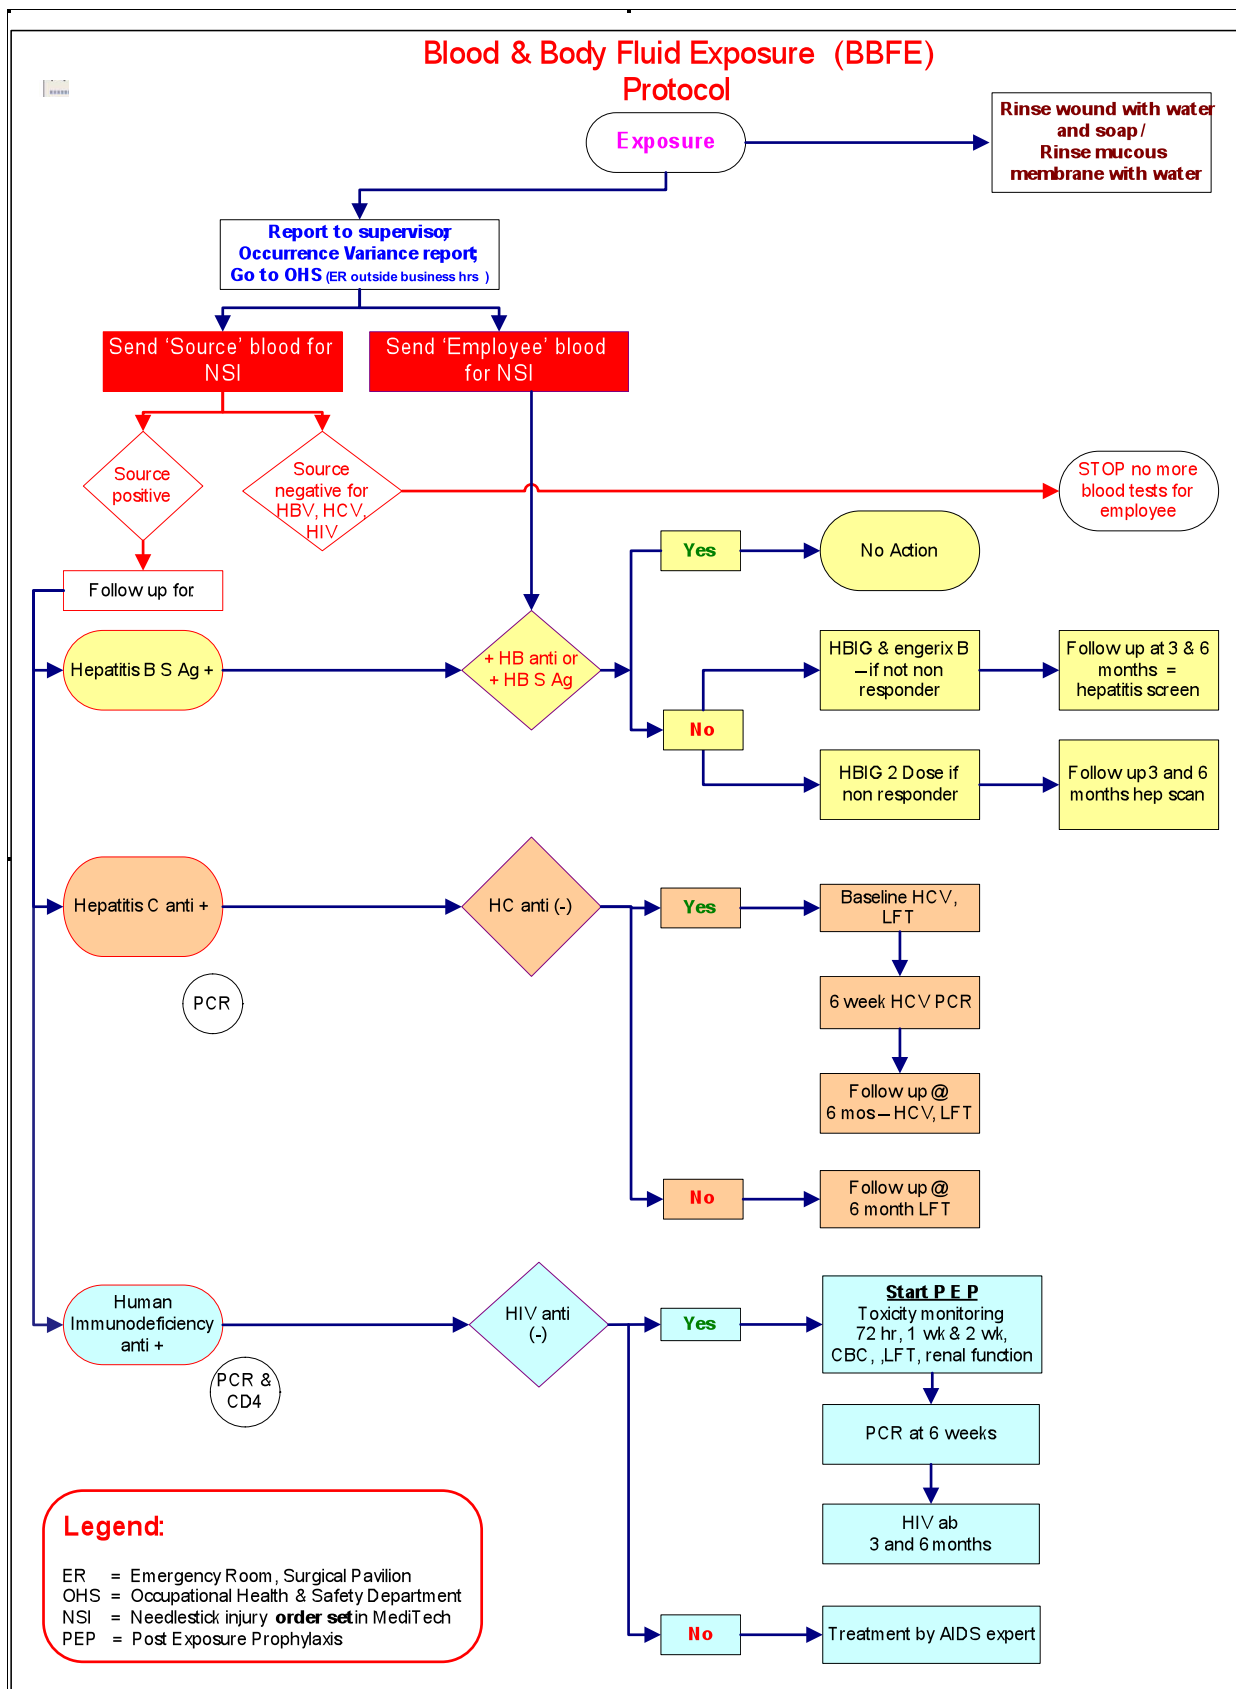 Blood & Body Fluid Exposure (BBFE)
Protocol
Exposure
Rinse wound with water
and soap /
Rinse mucous
membrane with water
Report to supervisor;
Occurrence Variance report;
Go to OHS (ER outside business hrs )
Send ‘Source’ blood for
NSI
Send ‘Employee’ blood
for NSI
Source
positive
Source
negative for
HBV, HCV,
HIV
STOP no more
blood tests for
employee
Follow up for:
Yes
No Action
Hepatitis B S Ag +
+ HB anti or
+ HB S Ag
HBIG & engerix B
– if not non
responder
Follow up at 3 & 6
months =
hepatitis screen
No
HBIG 2 Dose if
non responder
Follow up 3 and 6
months hep scan
Hepatitis C anti +
HC anti (-)
Yes
Baseline HCV,
LFT
PCR
6 week HCV PCR
Follow up @
6 mos – HCV, LFT
No
Follow up @
6 month LFT
Human
Immunodeficiency
anti +
HIV anti
(-)
Yes
Start P E P
Toxicity monitoring
72 hr, 1 wk & 2 wk,
CBC, ,LFT, renal function
PCR &
CD4
PCR at 6 weeks
HIV ab
3 and 6 months
No
Treatment by AIDS expert
Legend:
ER = Emergency Room, Surgical Pavilion
OHS = Occupational Health & Safety Department
NSI = Needlestick injury order set in MediTech
PEP = Post Exposure Prophylaxis